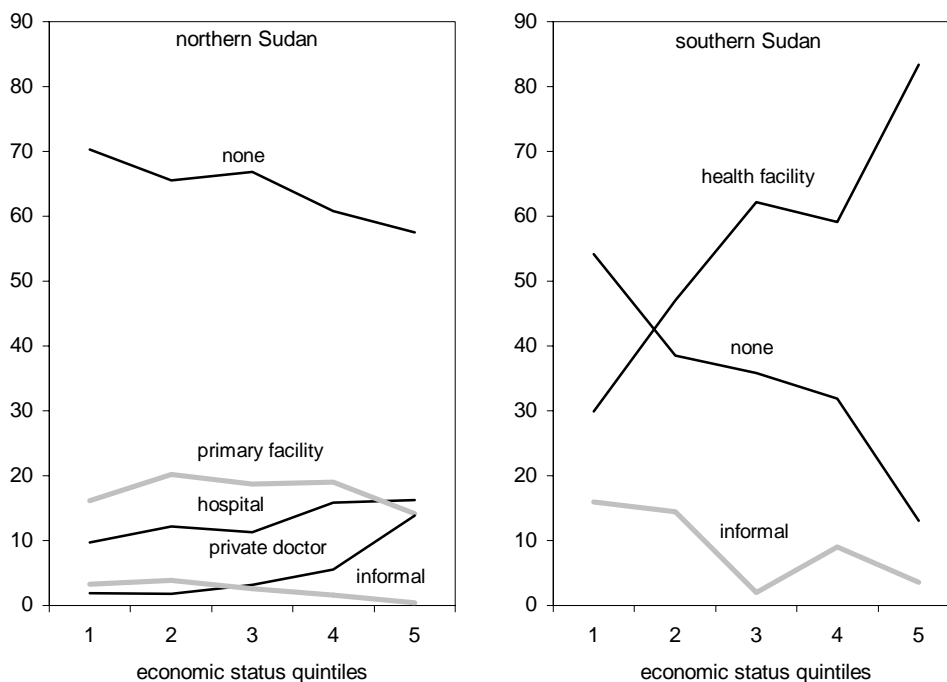 northern Sudan
90
80
70
60
50
40
30
20
10
0
none
primary facility
hospital
private doctor
informal
1 2 3 4 5
economic status quintiles
southern Sudan
90
80
70
60
50
40
30
20
10
0
health facility
none
informal
1 2 3 4 5
economic status quintiles